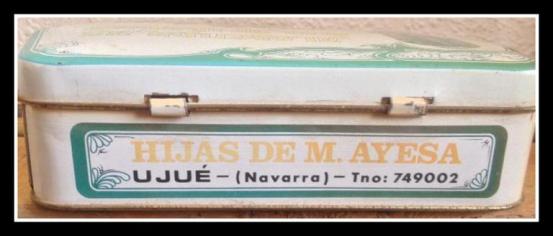 HIJAS DE M. AYESA
UJUÉ - (Navarra) - Tno: 749002